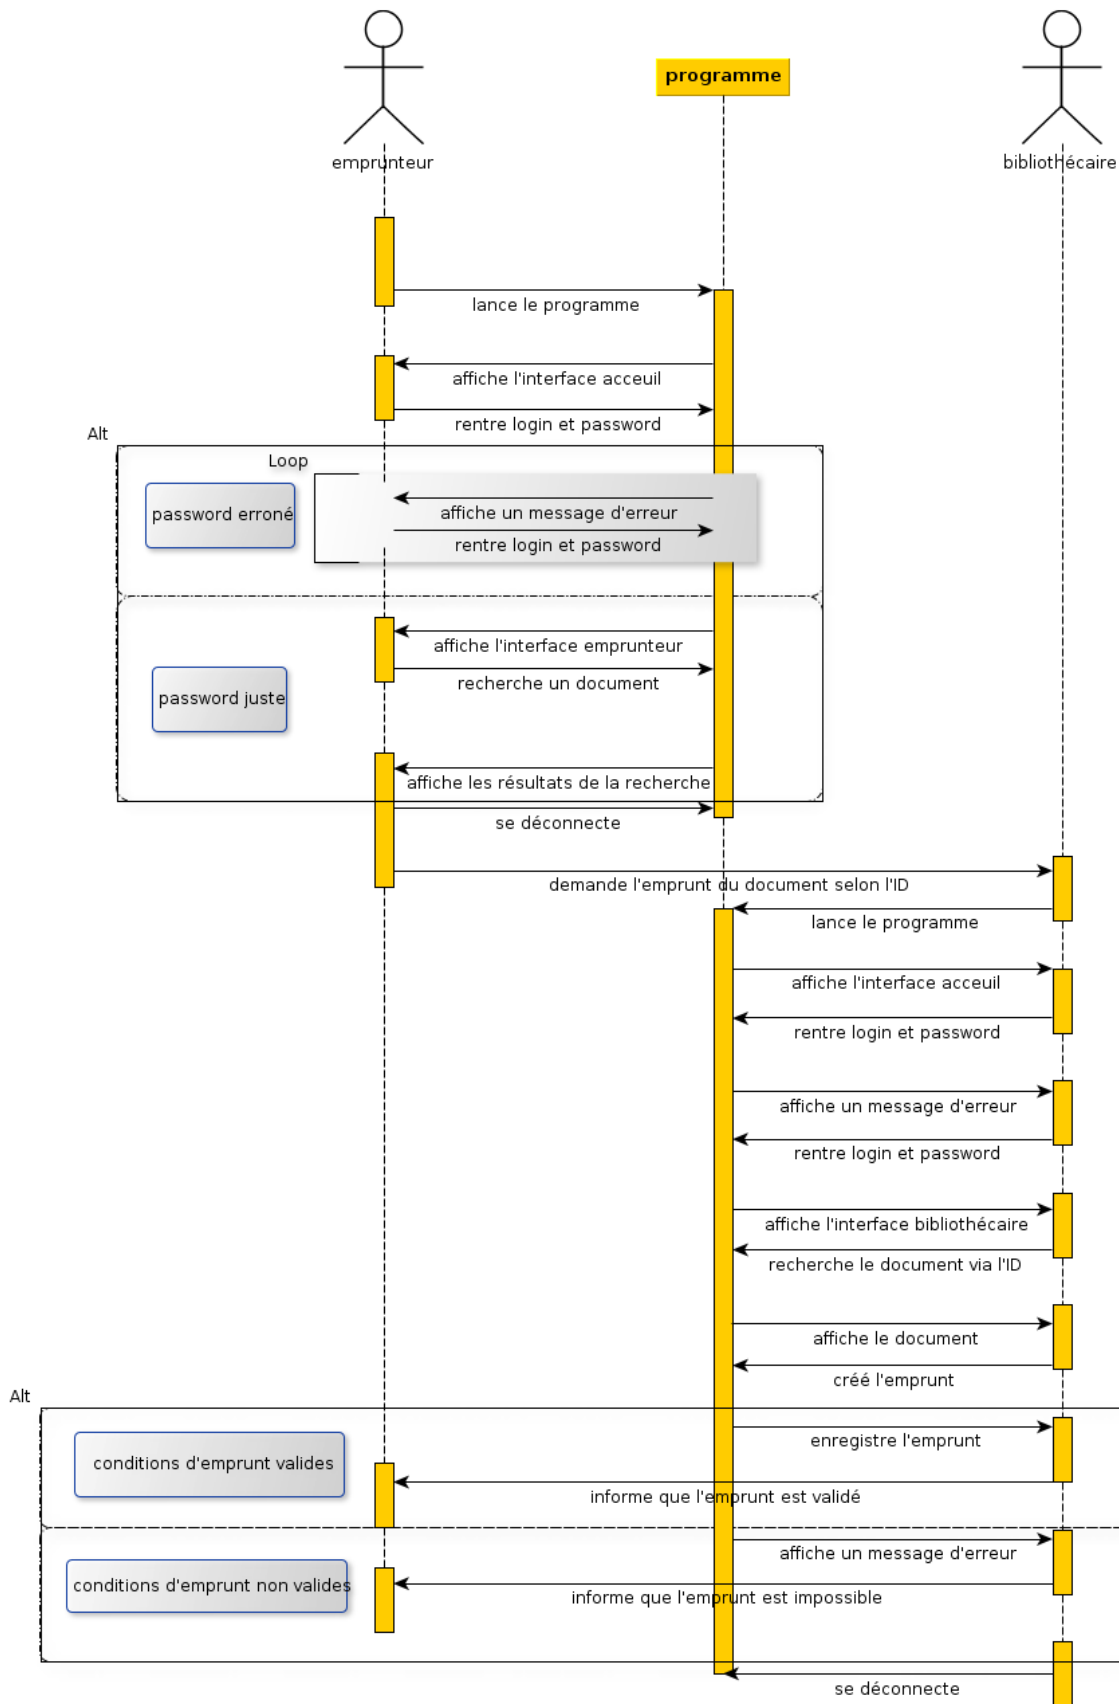 programme
emprunteur
bibliothécaire
lance le programme
affiche l'interface acceuil
rentre login et password
Alt
Loop
password erroné
affiche un message d'erreur
rentre login et password
affiche l'interface emprunteur
recherche un document
password juste
affiche les résultats de la recherche
se déconnecte
demande l'emprunt du document selon l'ID
lance le programme
affiche l'interface acceuil
rentre login et password
affiche un message d'erreur
rentre login et password
affiche l'interface bibliothécaire
recherche le document via l'ID
affiche le document
créé l'emprunt
Alt
enregistre l'emprunt
conditions d'emprunt valides
informe que l'emprunt est validé
affiche un message d'erreur
conditions d'emprunt non valides
informe que l'emprunt est impossible
se déconnecte